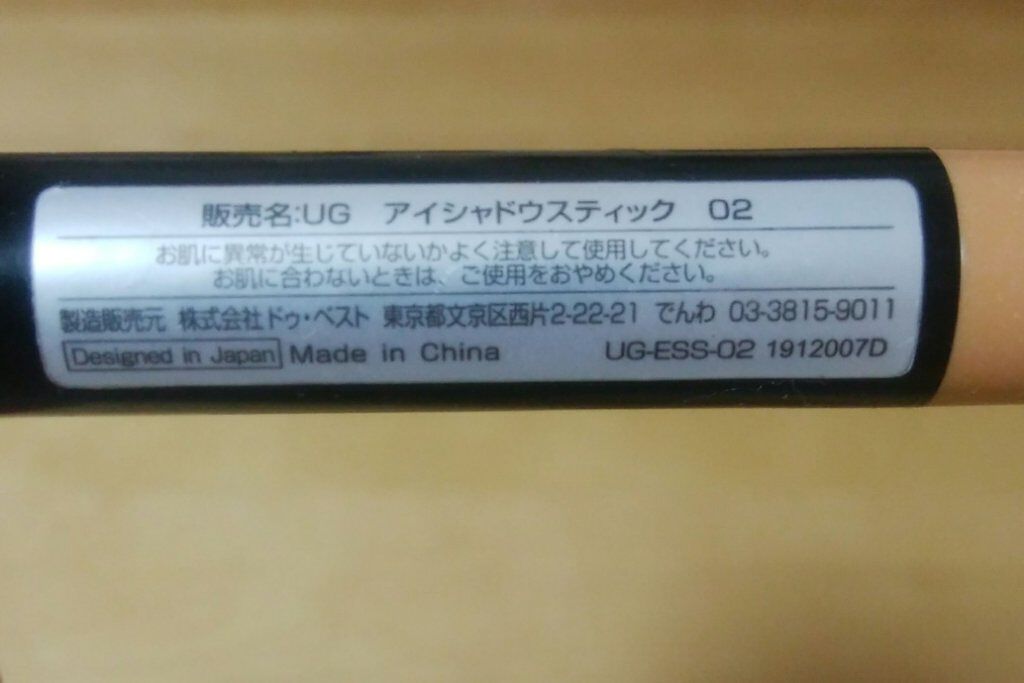 販売名:UG アイシャドウスティック 02
お肌に異常が生じていないかよく注意して使用してください。
お肌に合わないときは、ご使用をおやめください。
製造販売元 株式会社ドゥ・ベスト 東京都文京区西片2-22-21 でんわ 03-3815-9011
Designed in Japan Made in China UG-ESS-02 1912007D